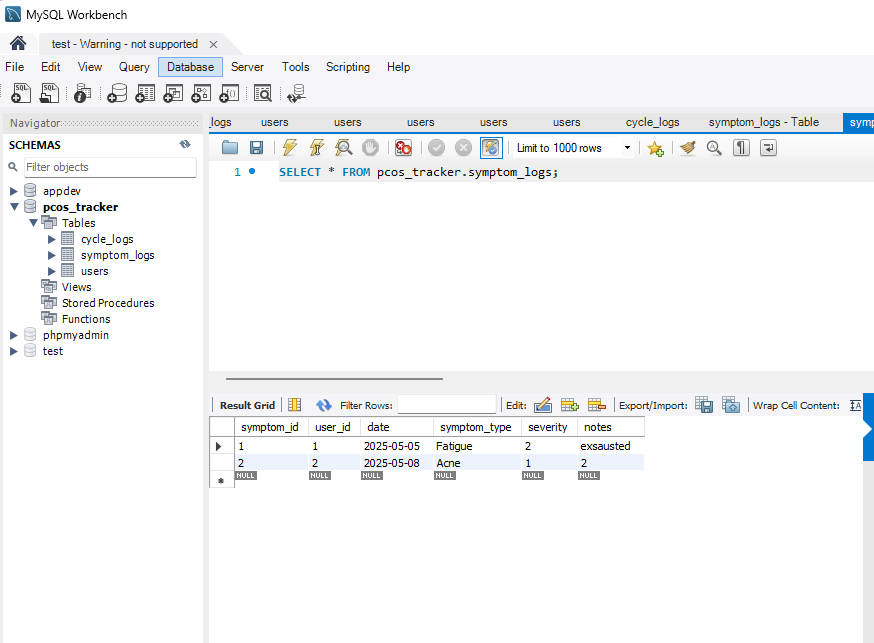 MySQL Workbench
test - Warning - not supported
File Edit View Query Database Server Tools Scripting Help
SQL SQL
Navigator
_logs users users users users users cycle_logs symptom_logs - Table symp
SCHEMAS
Limit to 1000 rows
Filter objects
1 SELECT * FROM pcos_tracker.symptom_logs;
appdev
pcos_tracker
Tables
cycle_logs
symptom_logs
users
Views
Stored Procedures
Functions
phpmyadmin
test
Result Grid Filter Rows: Edit: Export/Import: Wrap Cell Content:
symptom_id user_id date symptom_type severity notes
1 1 2025-05-05 Fatigue 2 exsausted
2 2 2025-05-08 Acne 1 2
NULL NULL NULL NULL NULL NULL